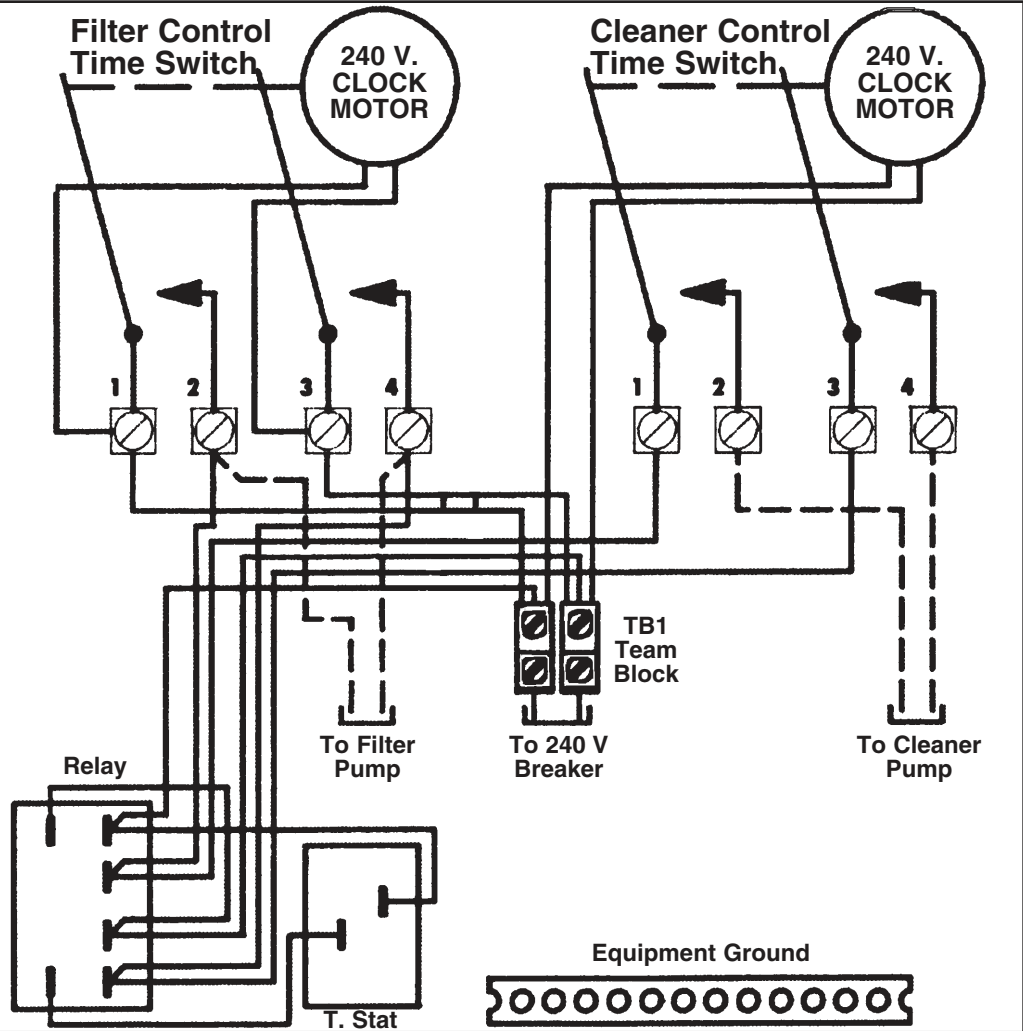 Filter Control
Time Switch
240 V.
CLOCK
MOTOR
Cleaner Control
Time Switch
240 V.
CLOCK
MOTOR
1 2 3 4
1 2 3 4
TB1
Team
Block
To Filter
Pump
To 240 V
Breaker
To Cleaner
Pump
Relay
T. Stat
Equipment Ground